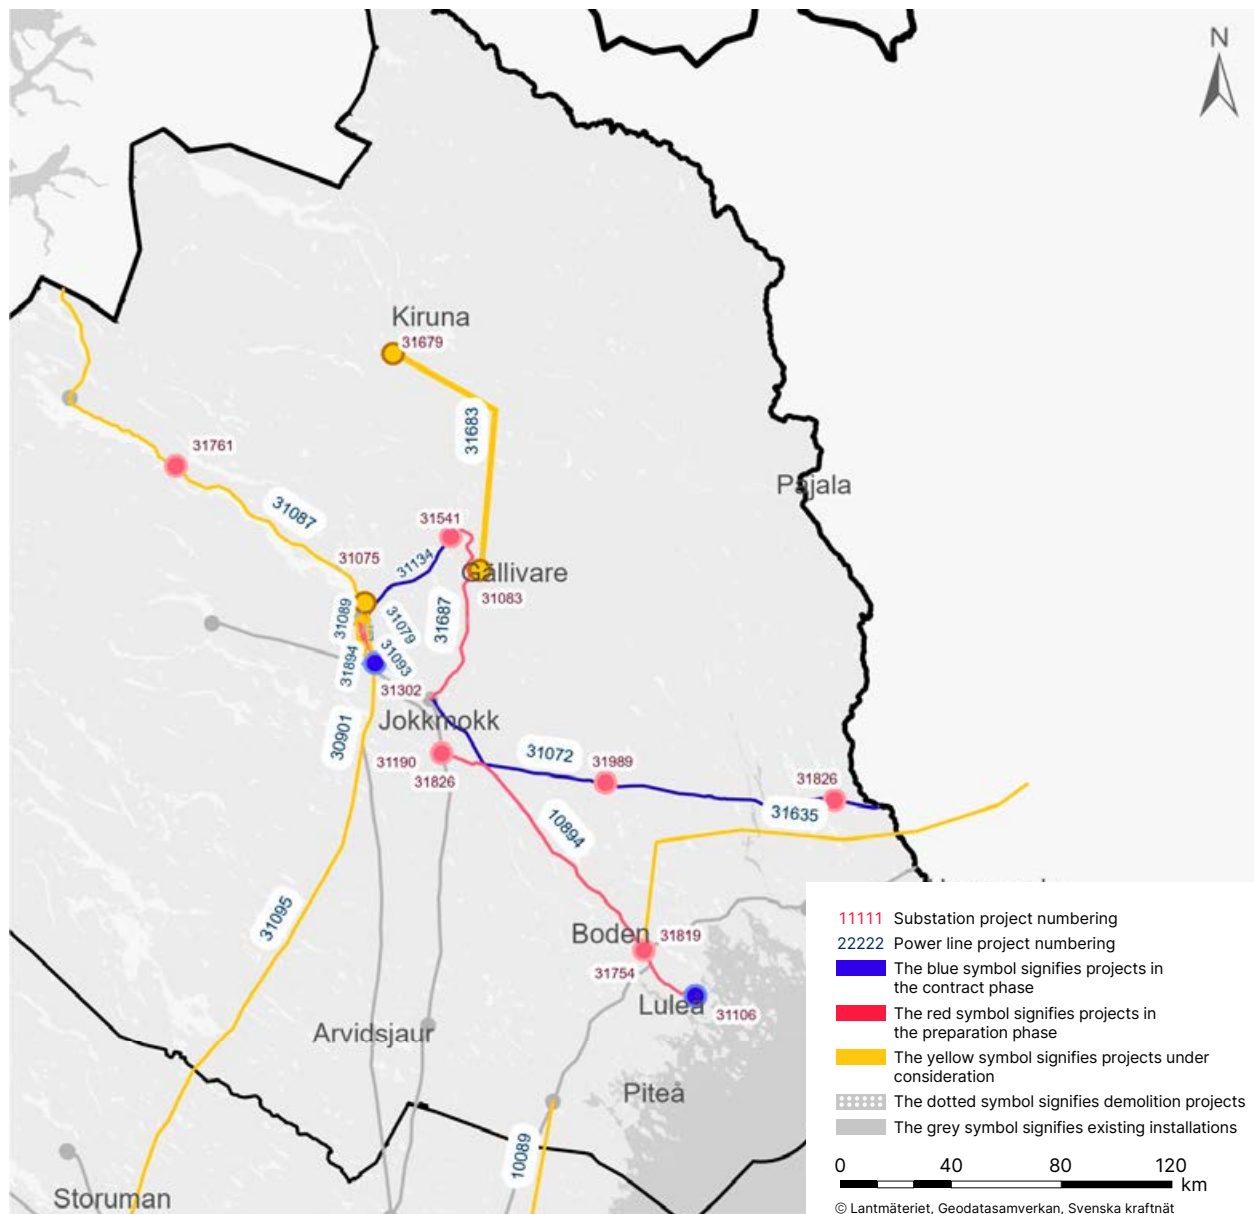 N
Kiruna
31679
31683
31761
31087
Pajala
31541
31075
31134
Gällivare
31083
31089
31079
31687
31093
31894
31302
Jokkmokk
30901
31190
31826
31072
31989
31826
31635
10894
31095
Boden
31819
31754
Luleå
31106
Arvidsjaur
Piteå
10089
Storuman
11111 Substation project numbering
22222 Power line project numbering
The blue symbol signifies projects in
the contract phase
The red symbol signifies projects in
the preparation phase
The yellow symbol signifies projects under
consideration
The dotted symbol signifies demolition projects
The grey symbol signifies existing installations
0 40 80 120
km
© Lantmäteriet, Geodatasamverkan, Svenska kraftnät